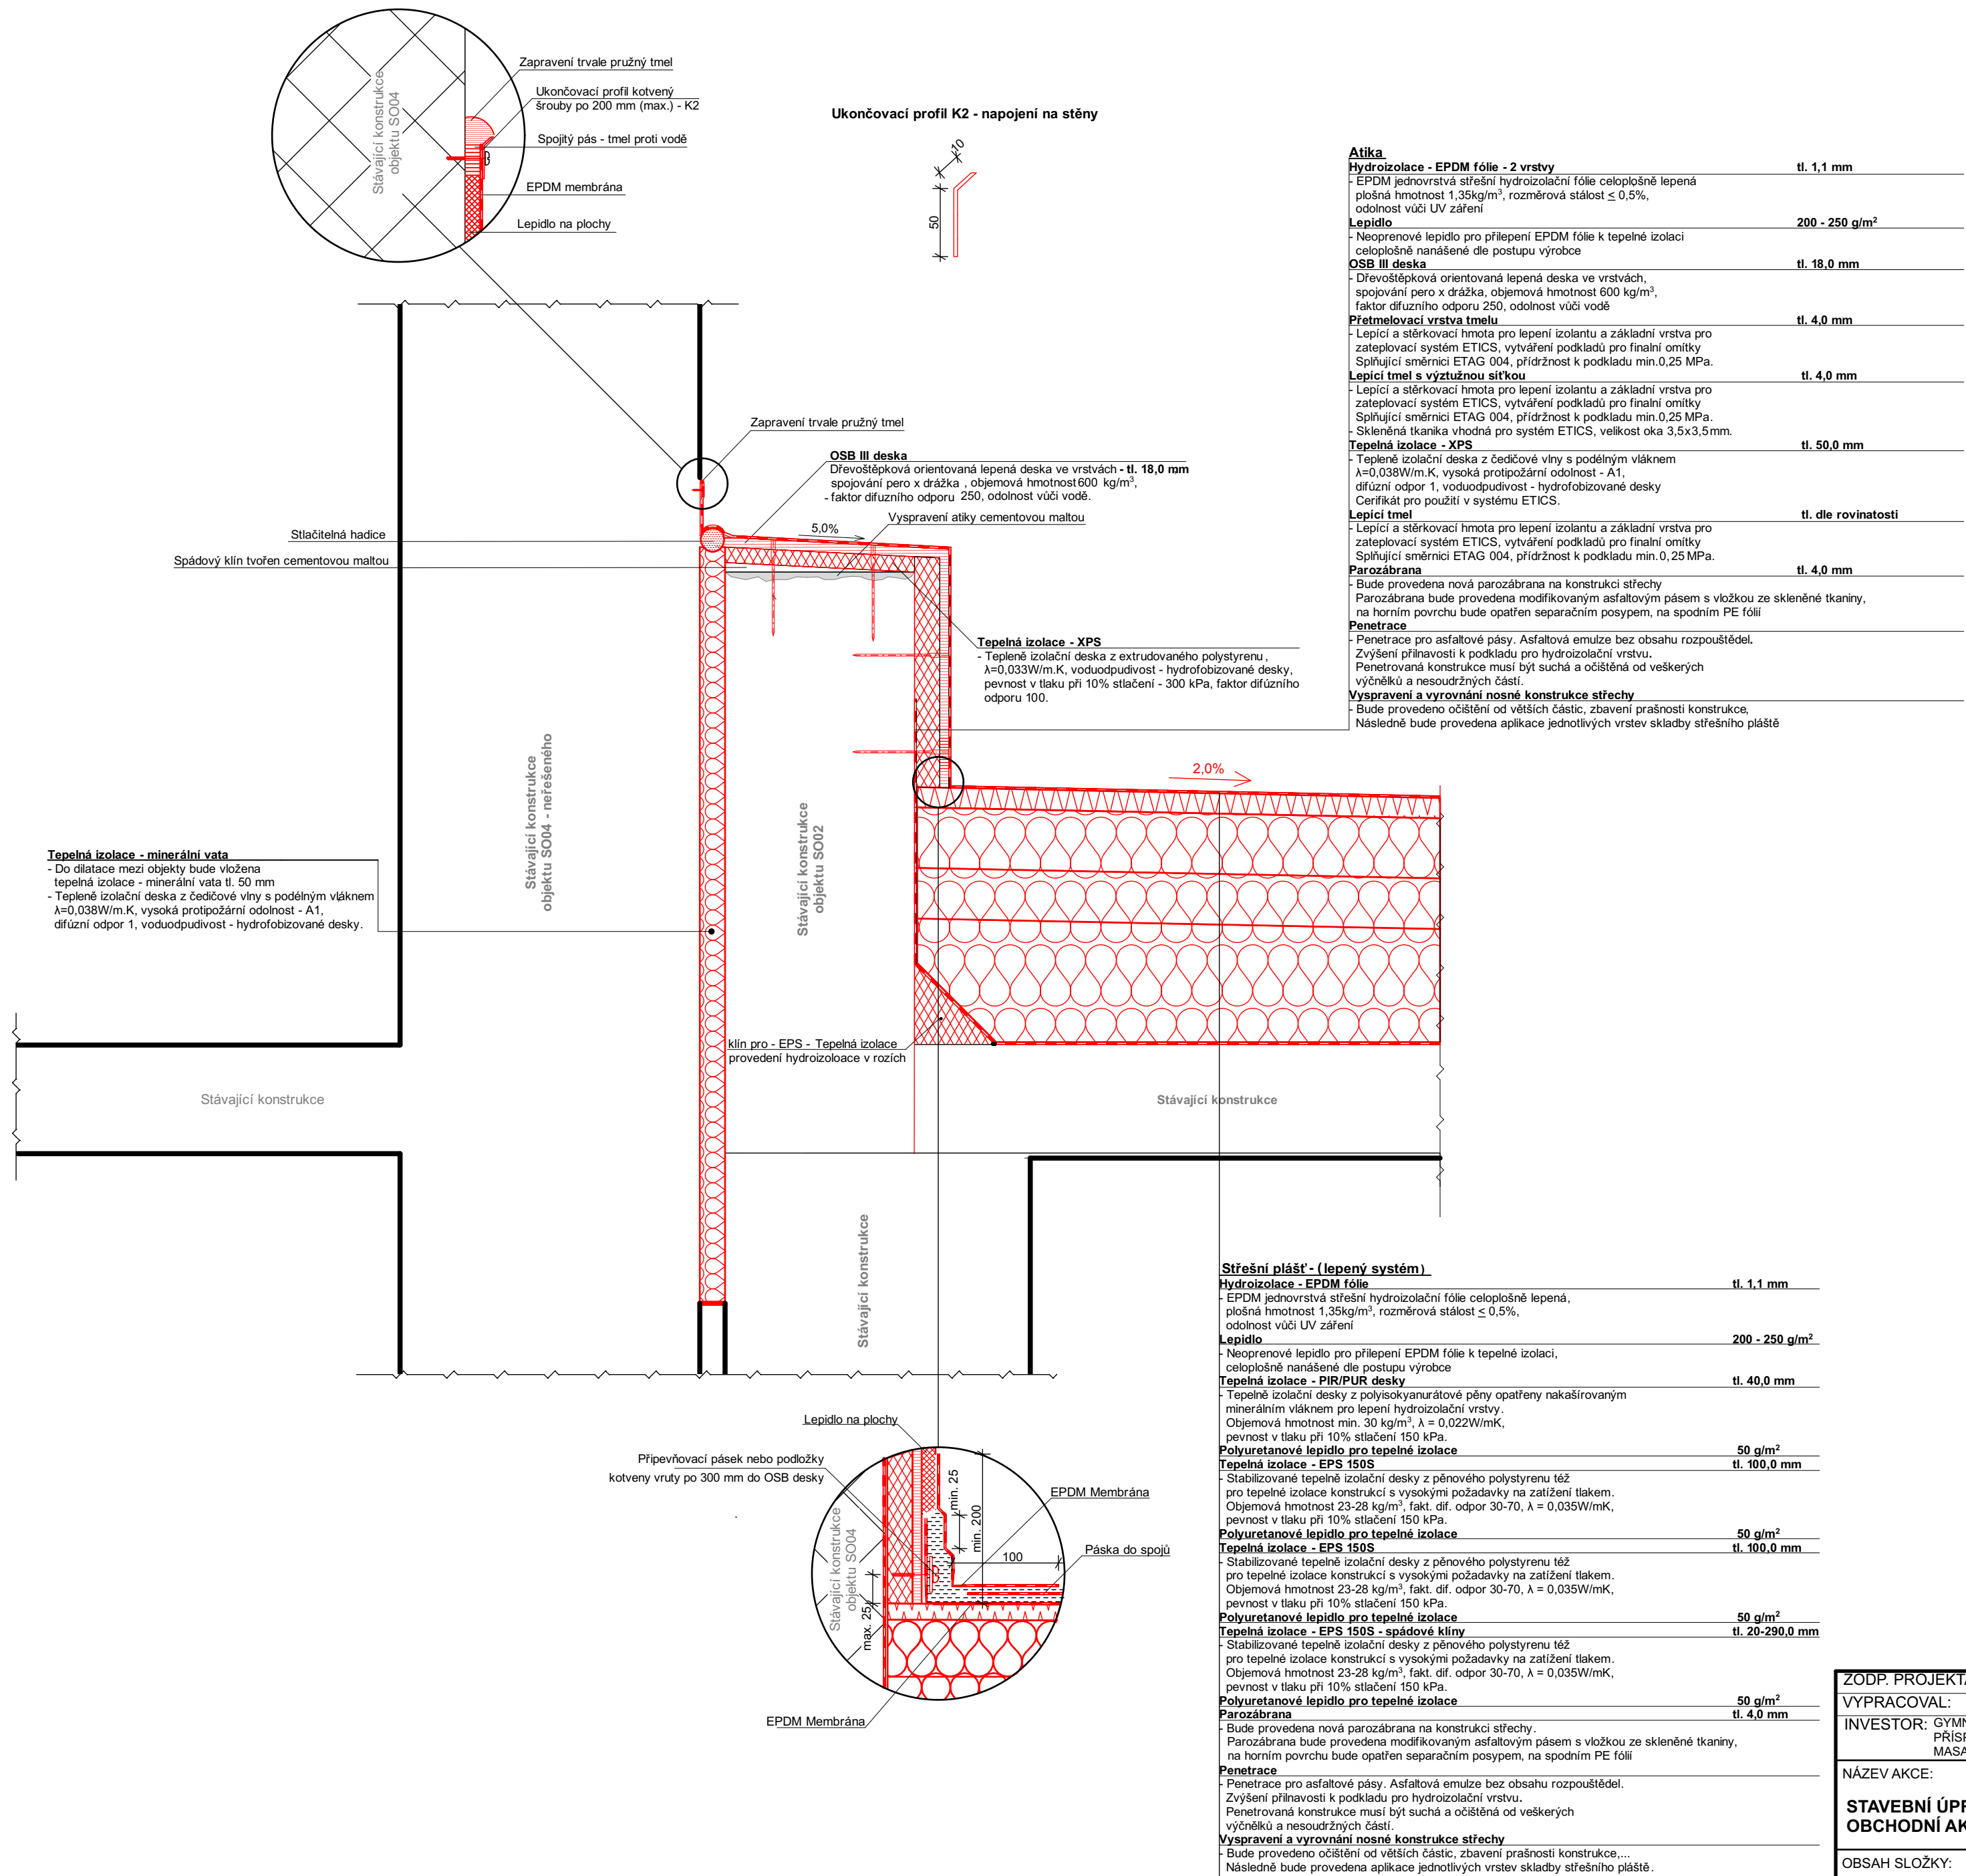 Zapravení trvale pružný tmel
Ukončovací profil kotvený
šrouby po 200 mm (max.) - K2
Spojitý pás - tmel proti vodě
EPDM membrána
Lepidlo na plochy
Stávající konstrukce
objektu SO04
Ukončovací profil K2 - napojení na stěny
10
50
Atika
Hydroizolace - EPDM fólie - 2 vrstvy tl. 1,1 mm
- EPDM jednovrstvá střešní hydroizolační fólie celoplošně lepená
plošná hmotnost 1,35kg/m³, rozměrová stálost ≤ 0,5%,
odolnost vůči UV záření
Lepidlo 200 - 250 g/m²
- Neoprenové lepidlo pro přilepení EPDM fólie k tepelné izolaci
celoplošně nanášené dle postupu výrobce
OSB III deska tl. 18,0 mm
- Dřevoštěpková orientovaná lepená deska ve vrstvách,
spojování pero x drážka, objemová hmotnost 600 kg/m³,
faktor difuzního odporu 250, odolnost vůči vodě
Přetmelovací vrstva tmelu tl. 4,0 mm
- Lepící a stěrkovací hmota pro lepení izolantu a základní vrstva pro
zateplovací systém ETICS, vytváření podkladů pro finalní omítky
Splňující směrnici ETAG 004, přídržnost k podkladu min.0,25 MPa.
Lepící tmel s výztužnou síťkou tl. 4,0 mm
- Lepící a stěrkovací hmota pro lepení izolantu a základní vrstva pro
zateplovací systém ETICS, vytváření podkladů pro finalní omítky
Splňující směrnici ETAG 004, přídržnost k podkladu min.0,25 MPa.
- Skleněná tkanika vhodná pro systém ETICS, velikost oka 3,5x3,5mm.
Tepelná izolace - XPS tl. 50,0 mm
- Tepleně izolační deska z čedičové vlny s podélným vláknem
λ=0,038W/m.K, vysoká protipožární odolnost - A1,
difúzní odpor 1, voduodpudivost - hydrofobizované desky
Cerifikát pro použití v systému ETICS.
Lepící tmel tl. dle rovinatosti
- Lepící a stěrkovací hmota pro lepení izolantu a základní vrstva pro
zateplovací systém ETICS, vytváření podkladů pro finalní omítky
Splňující směrnici ETAG 004, přídržnost k podkladu min.0,25 MPa.
Parozábrana tl. 4,0 mm
- Bude provedena nová parozábrana na konstrukci střechy
Parozábrana bude provedena modifikovaným asfaltovým pásem s vložkou ze skleněné tkaniny,
na horním povrchu bude opatřen separačním posypem, na spodním PE fólií
Penetrace
- Penetrace pro asfaltové pásy. Asfaltová emulze bez obsahu rozpouštědel.
Zvýšení přilnavosti k podkladu pro hydroizolační vrstvu.
Penetrovaná konstrukce musí být suchá a očištěná od veškerých
výčnělků a nesoudržných částí.
Vyspravení a vyrovnání nosné konstrukce střechy
- Bude provedeno očištění od větších částic, zbavení prašnosti konstrukce,
Následně bude provedena aplikace jednotlivých vrstev skladby střešního pláště
Zapravení trvale pružný tmel
OSB III deska
Dřevoštěpková orientovaná lepená deska ve vrstvách - tl. 18,0 mm
spojování pero x drážka , objemová hmotnost 600 kg/m³,
- faktor difuzního odporu 250, odolnost vůči vodě.
Vyspravení atiky cementovou maltou
5,0%
Stlačitelná hadice
Spádový klín tvořen cementovou maltou
Tepelná izolace - XPS
- Tepleně izolační deska z extrudovaného polystyrenu ,
λ=0,033W/m.K, voduodpudivost - hydrofobizované desky,
pevnost v tlaku při 10% stlačení - 300 kPa, faktor difúzního
odporu 100.
2,0%
Stávající konstrukce
objektu SO04 - neřešeného
Stávající konstrukce
objektu SO02
Tepelná izolace - minerální vata
- Do dilatace mezi objekty bude vložena
tepelná izolace - minerální vata tl. 50 mm
- Tepleně izolační deska z čedičové vlny s podélným vláknem
λ=0,038W/m.K, vysoká protipožární odolnost - A1,
difúzní odpor 1, voduodpudivost - hydrofobizované desky.
klín pro - EPS - Tepelná izolace
provedení hydroizoloace v rozích
Stávající konstrukce
Stávající konstrukce
Stávající konstrukce
Střešní plášť - (lepený systém)
Hydroizolace - EPDM fólie tl. 1,1 mm
- EPDM jednovrstvá střešní hydroizolační fólie celoplošně lepená,
plošná hmotnost 1,35kg/m³, rozměrová stálost ≤ 0,5%,
odolnost vůči UV záření
Lepidlo 200 - 250 g/m²
- Neoprenové lepidlo pro přilepení EPDM fólie k tepelné izolaci,
celoplošně nanášené dle postupu výrobce
Tepelná izolace - PIR/PUR desky tl. 40,0 mm
- Tepelně izolační desky z polyisokyanurátové pěny opatřeny nakašírovaným
minerálním vláknem pro lepení hydroizolační vrstvy.
Objemová hmotnost min. 30 kg/m³, λ = 0,022W/mK,
pevnost v tlaku při 10% stlačení 150 kPa.
Polyuretanové lepidlo pro tepelné izolace 50 g/m²
Tepelná izolace - EPS 150S tl. 100,0 mm
- Stabilizované tepelně izolační desky z pěnového polystyrenu též
pro tepelné izolace konstrukcí s vysokými požadavky na zatížení tlakem.
Objemová hmotnost 23-28 kg/m³, fakt. dif. odpor 30-70, λ = 0,035W/mK,
pevnost v tlaku při 10% stlačení 150 kPa.
Polyuretanové lepidlo pro tepelné izolace 50 g/m²
Tepelná izolace - EPS 150S tl. 100,0 mm
- Stabilizované tepelně izolační desky z pěnového polystyrenu též
pro tepelné izolace konstrukcí s vysokými požadavky na zatížení tlakem.
Objemová hmotnost 23-28 kg/m³, fakt. dif. odpor 30-70, λ = 0,035W/mK,
pevnost v tlaku při 10% stlačení 150 kPa.
Polyuretanové lepidlo pro tepelné izolace 50 g/m²
Tepelná izolace - EPS 150S - spádové klíny tl. 20-290,0 mm
- Stabilizované tepelně izolační desky z pěnového polystyrenu též
pro tepelné izolace konstrukcí s vysokými požadavky na zatížení tlakem.
Objemová hmotnost 23-28 kg/m³, fakt. dif. odpor 30-70, λ = 0,035W/mK,
pevnost v tlaku při 10% stlačení 150 kPa.
Polyuretanové lepidlo pro tepelné izolace 50 g/m²
Parozábrana tl. 4,0 mm
- Bude provedena nová parozábrana na konstrukci střechy.
Parozábrana bude provedena modifikovaným asfaltovým pásem s vložkou ze skleněné tkaniny,
na horním povrchu bude opatřen separačním posypem, na spodním PE fólií
Penetrace
- Penetrace pro asfaltové pásy. Asfaltová emulze bez obsahu rozpouštědel.
Zvýšení přilnavosti k podkladu pro hydroizolační vrstvu.
Penetrovaná konstrukce musí být suchá a očištěná od veškerých
výčnělků a nesoudržných částí.
Vyspravení a vyrovnání nosné konstrukce střechy
- Bude provedeno očištění od větších částic, zbavení prašnosti konstrukce,...
Následně bude provedena aplikace jednotlivých vrstev skladby střešního pláště.
Lepidlo na plochy
Připevňovací pásek nebo podložky
kotveny vruty po 300 mm do OSB desky
EPDM Membrána
Páska do spojů
min. 25
min. 200
100
max. 25
Stávající konstrukce
objektu SO04
EPDM Membrána
ZODP. PROJEKTA
VYPRACOVAL:
INVESTOR: GYMN
PŘÍSP
MASA
NÁZEV AKCE:
STAVEBNÍ ÚPR
OBCHODNÍ AK
OBSAH SLOŽKY: